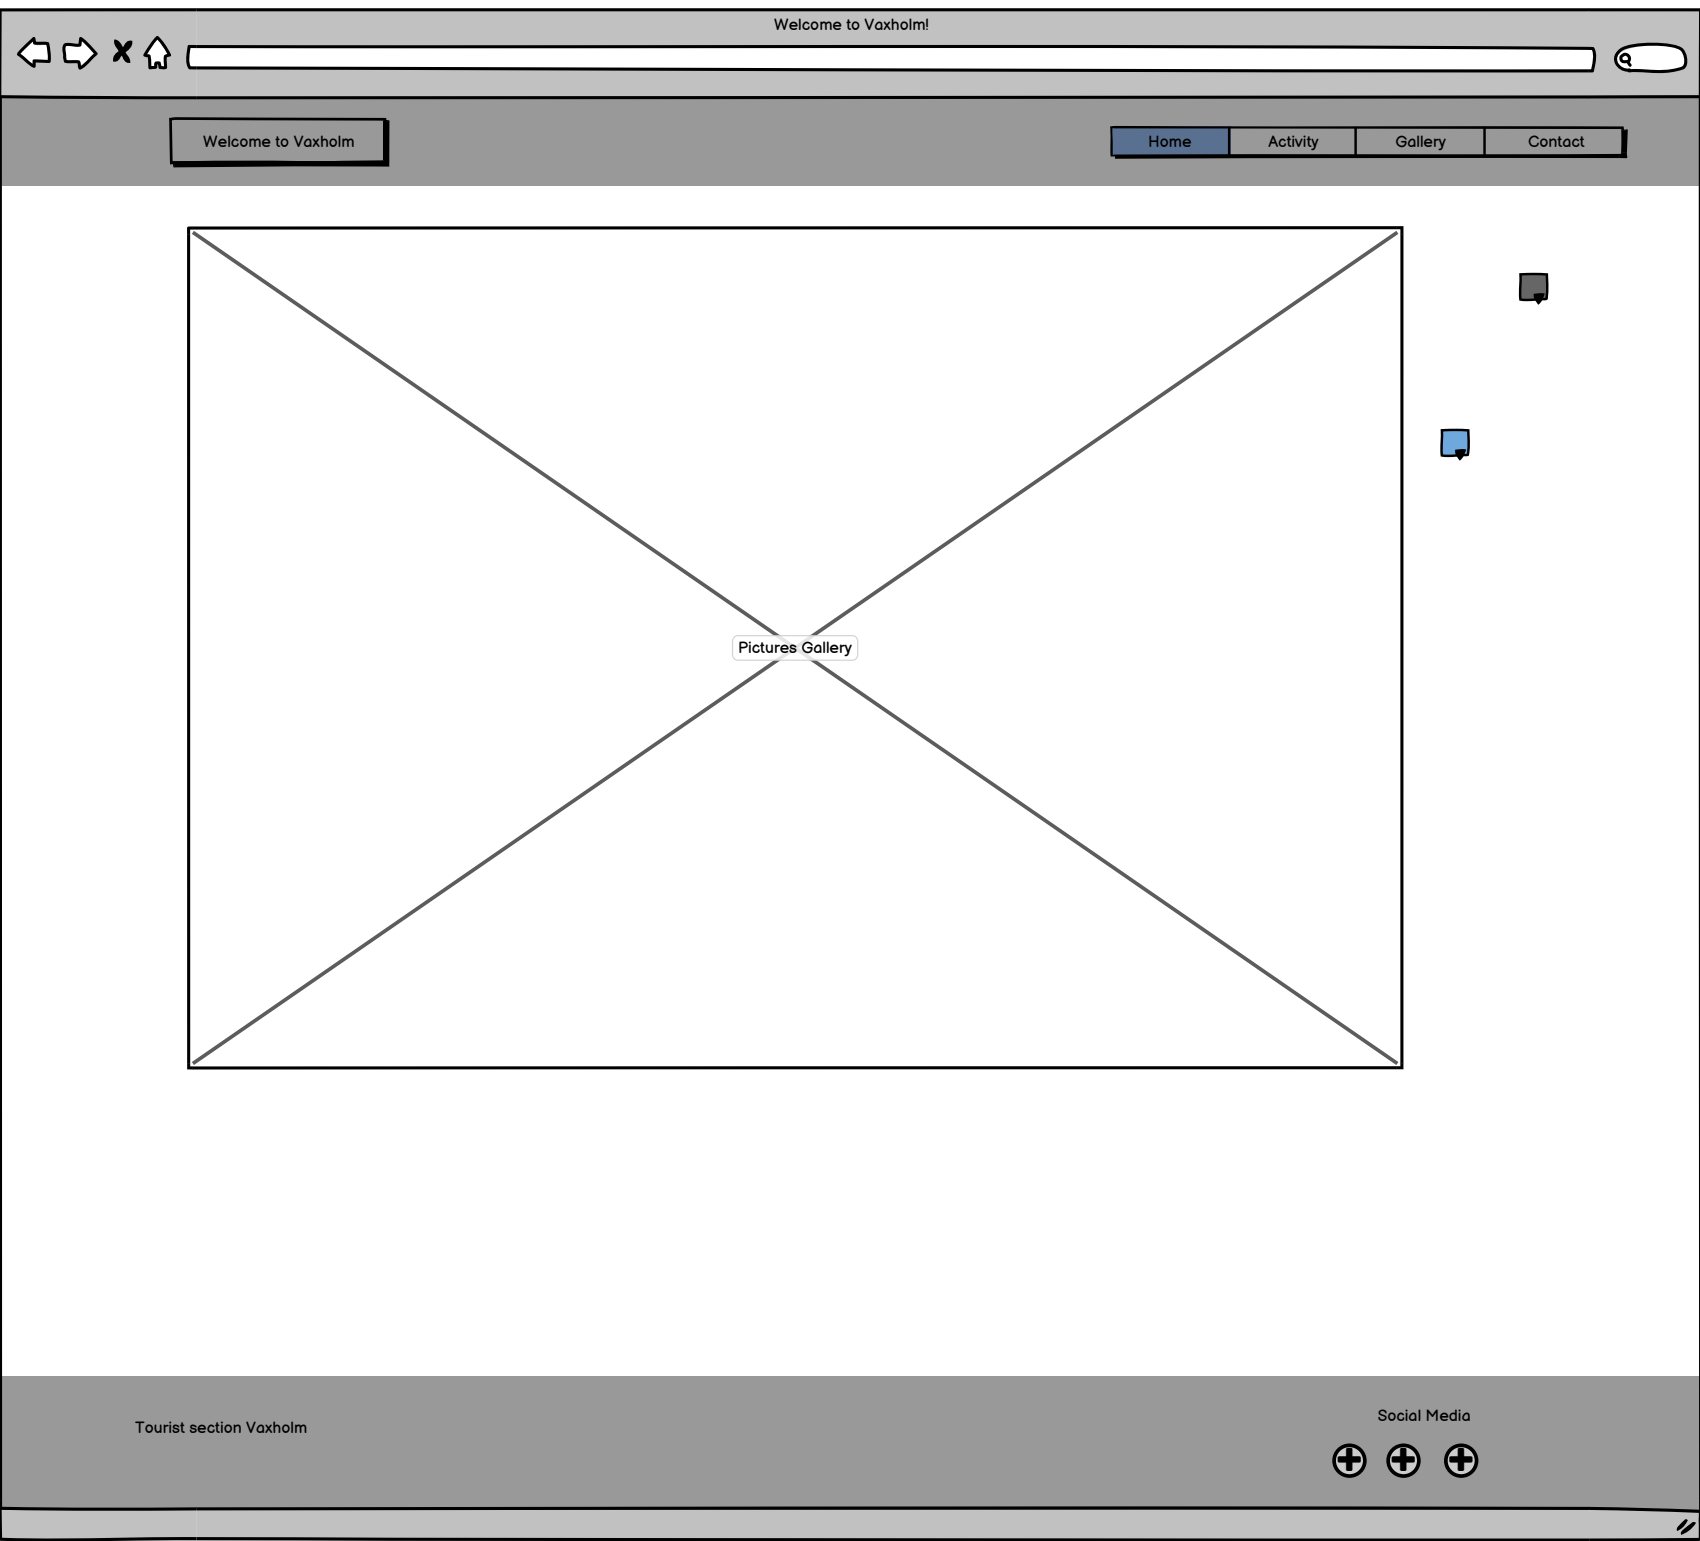 Welcome to Vaxholm!
Welcome to Vaxholm
Home
Activity
Gallery
Contact
Pictures Gallery
Tourist section Vaxholm
Social Media